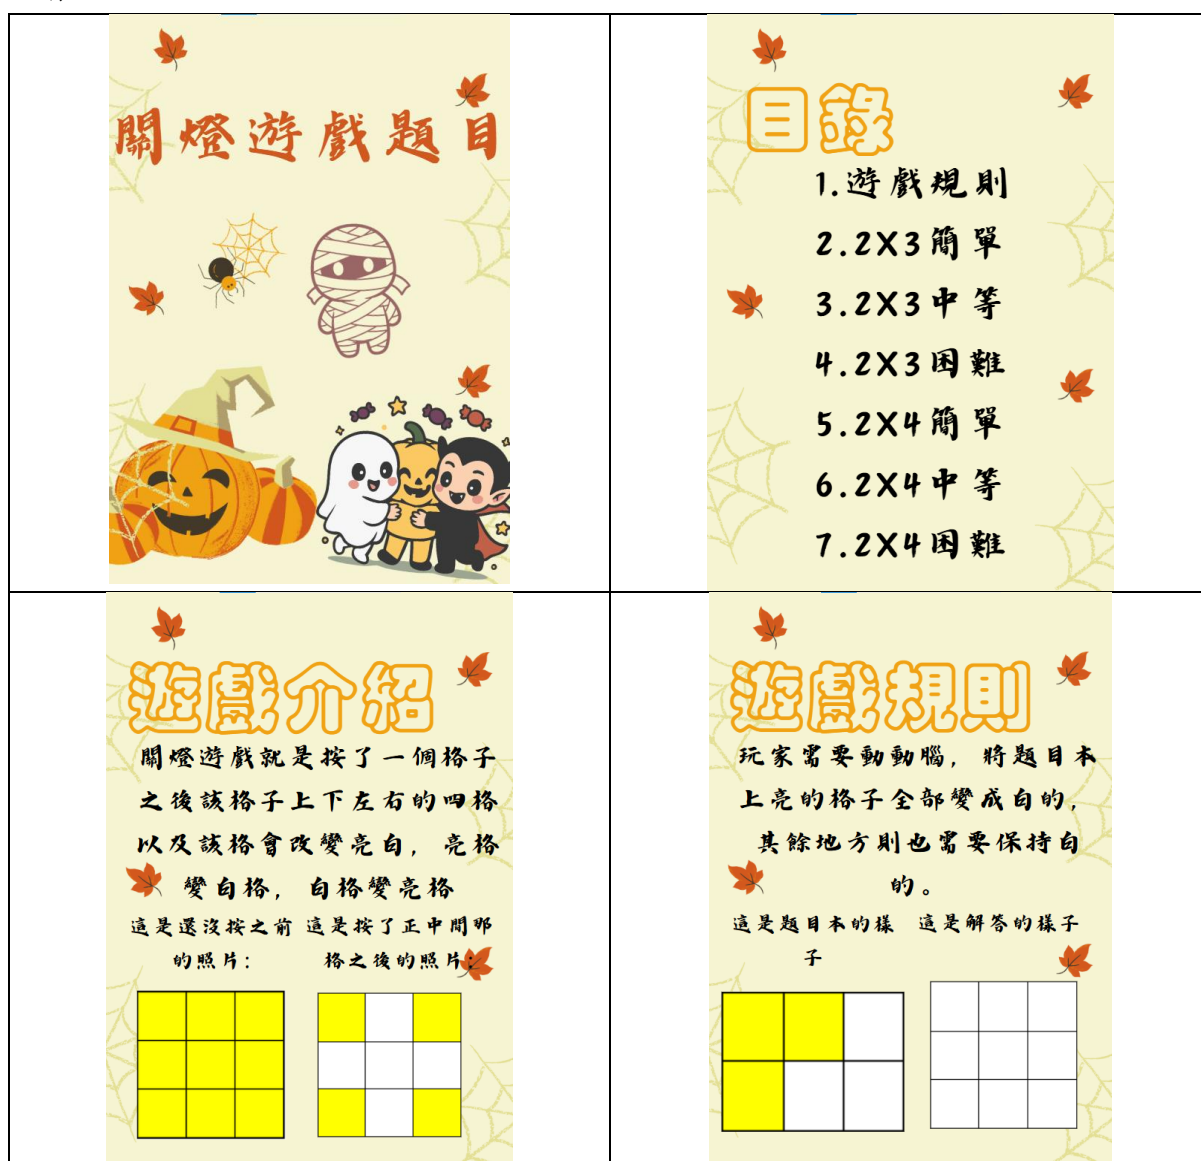 關燈遊戲題目
目錄
1.遊戲規則
2.2X3簡單
3.2X3中等
4.2X3困難
5.2X4簡單
6.2X4中等
7.2X4困難
遊戲介紹
關燈遊戲就是按了一個格子
之後該格子上下左右的四格
以及該格會改變亮白，亮格
變白格，白格變亮格
這是還沒按之前
的照片：
這是按了正中間那
格之後的照片：
遊戲規則
玩家需要動動腦，將題目本
上亮的格子全部變成白的，
其餘地方則也需要保持白
的。
這是題目本的樣
子
這是解答的樣子